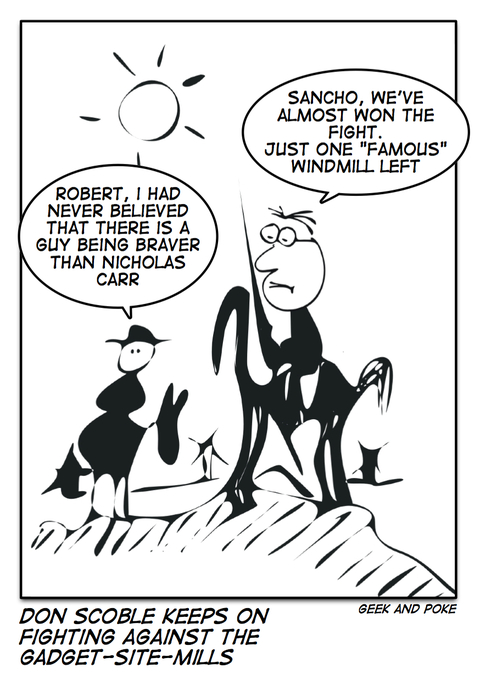 SANCHO, WE'VE
ALMOST WON THE
FIGHT.
JUST ONE "FAMOUS"
WINDMILL LEFT
ROBERT, I HAD
NEVER BELIEVED
THAT THERE IS A
GUY BEING BRAVER
THAN NICHOLAS
CARR
GEEK AND POKE
DON SCOBLE KEEPS ON
FIGHTING AGAINST THE
GADGET-SITE-MILLS